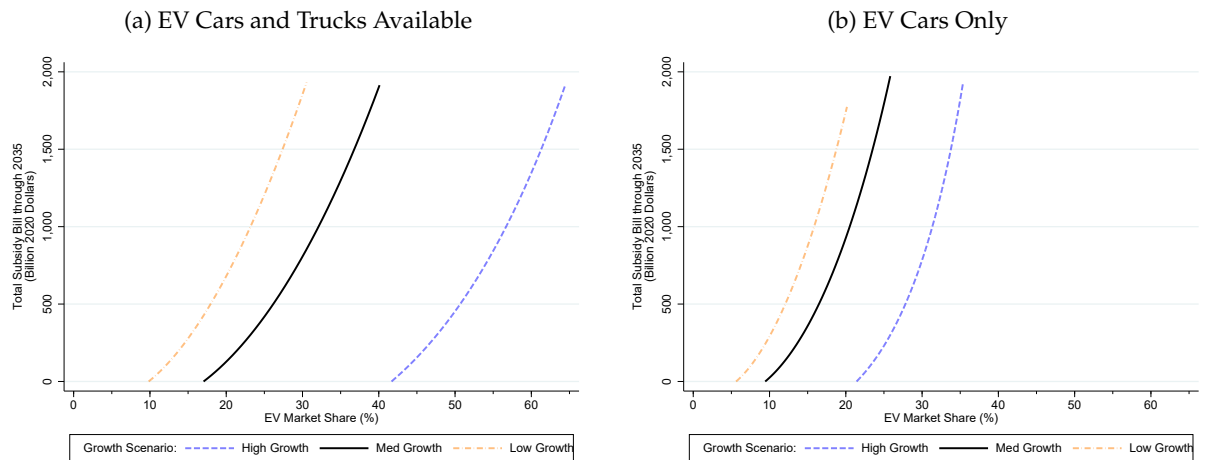 (a) EV Cars and Trucks Available
Total Subsidy Bill through 2035
(Billion 2020 Dollars)
2,000
1,500
1,000
500
0
0 10 20 30 40 50 60
EV Market Share (%)
Growth Scenario: High Growth Med Growth Low Growth
(b) EV Cars Only
Total Subsidy Bill through 2035
(Billion 2020 Dollars)
2,000
1,500
1,000
500
0
0 10 20 30 40 50 60
EV Market Share (%)
Growth Scenario: High Growth Med Growth Low Growth